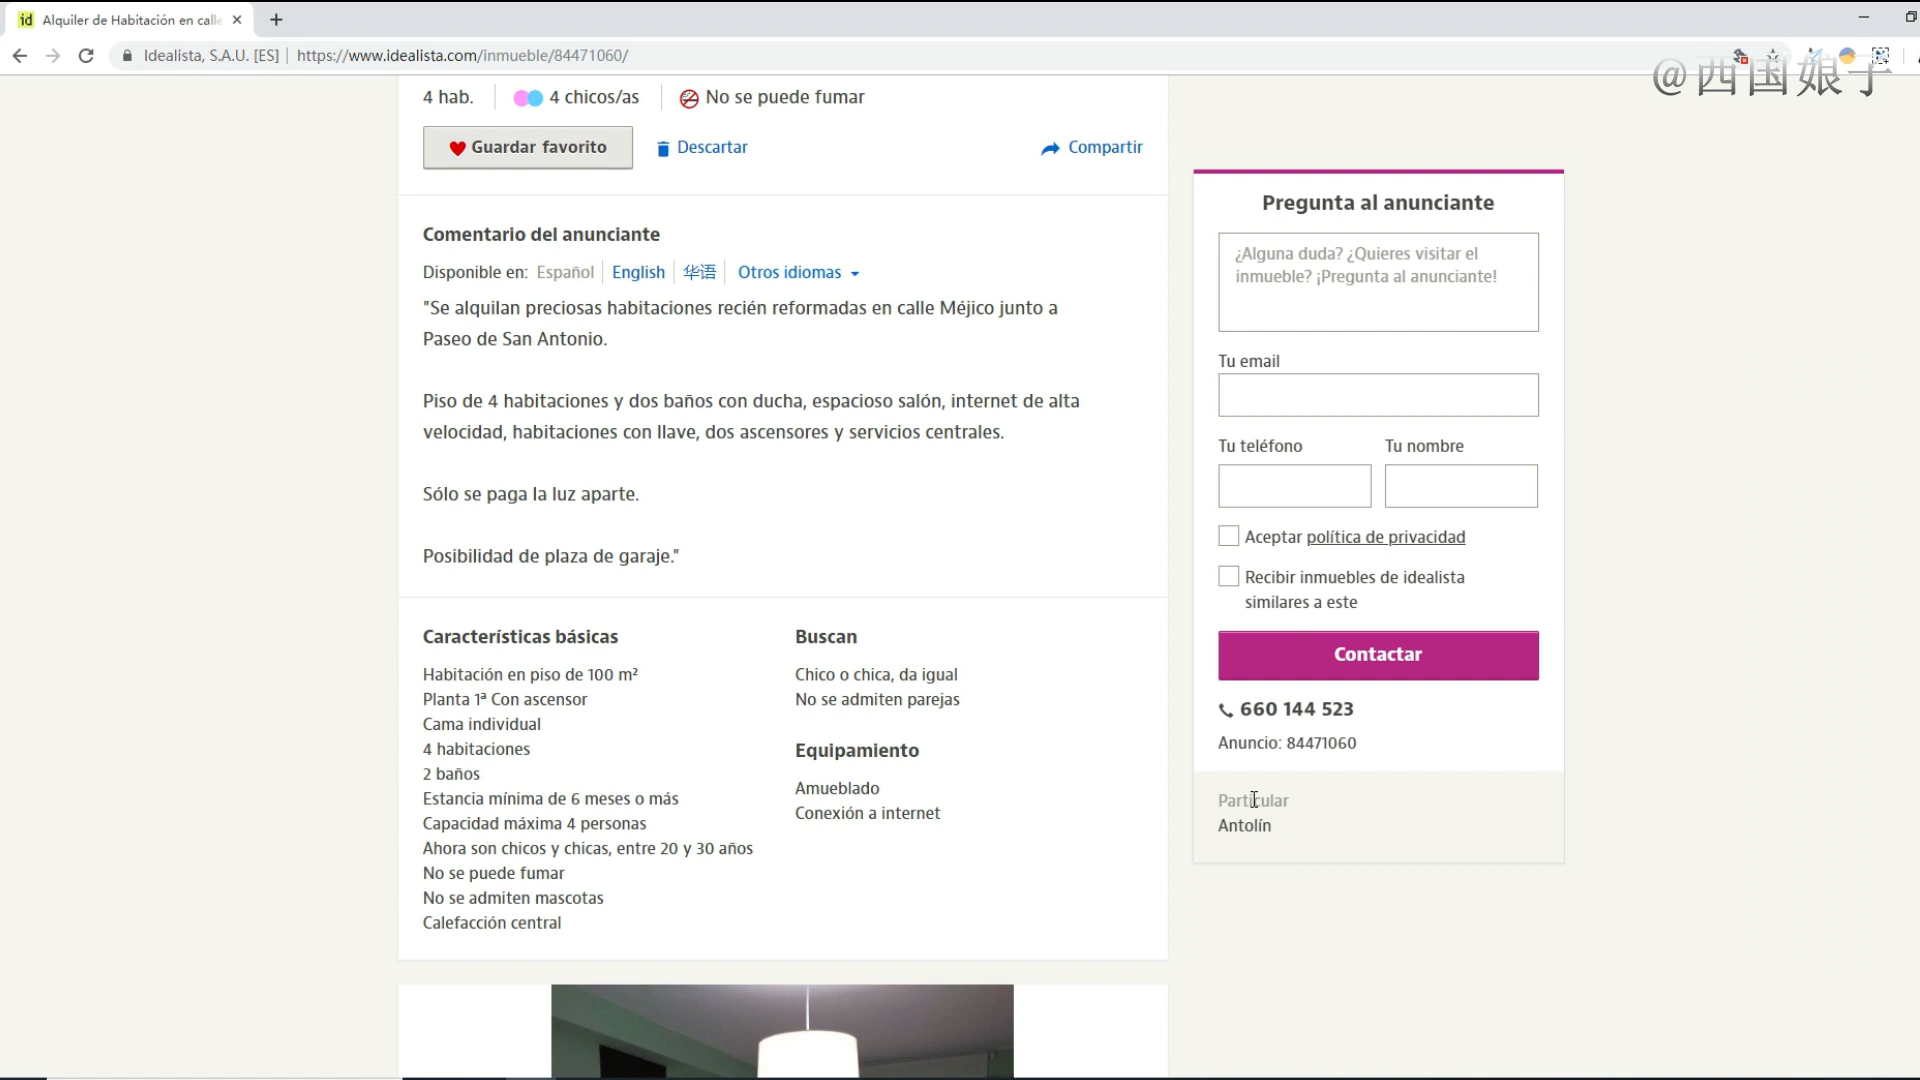 id Alquiler de Habitación en calle
Idealista, S.A.U. [ES] | https://www.idealista.com/inmueble/84471060/
@西国娘子
4 hab.
4 chicos/as
No se puede fumar
Guardar favorito
Descartar
Compartir
Comentario del anunciante
Disponible en: Español English 华语 Otros idiomas
"Se alquilan preciosas habitaciones recién reformadas en calle Méjico junto a
Paseo de San Antonio.
Piso de 4 habitaciones y dos baños con ducha, espacioso salón, internet de alta
velocidad, habitaciones con llave, dos ascensores y servicios centrales.
Sólo se paga la luz aparte.
Posibilidad de plaza de garaje."
Características básicas
Habitación en piso de 100 m²
Planta 1ª Con ascensor
Cama individual
4 habitaciones
2 baños
Estancia mínima de 6 meses o más
Capacidad máxima 4 personas
Ahora son chicos y chicas, entre 20 y 30 años
No se puede fumar
No se admiten mascotas
Calefacción central
Buscan
Chico o chica, da igual
No se admiten parejas
Equipamiento
Amueblado
Conexión a internet
Pregunta al anunciante
¿Alguna duda? ¿Quieres visitar el
inmueble? ¡Pregunta al anunciante!
Tu email
Tu teléfono
Tu nombre
Aceptar política de privacidad
Recibir inmuebles de idealista
similares a este
Contactar
660 144 523
Anuncio: 84471060
Particular
Antolín